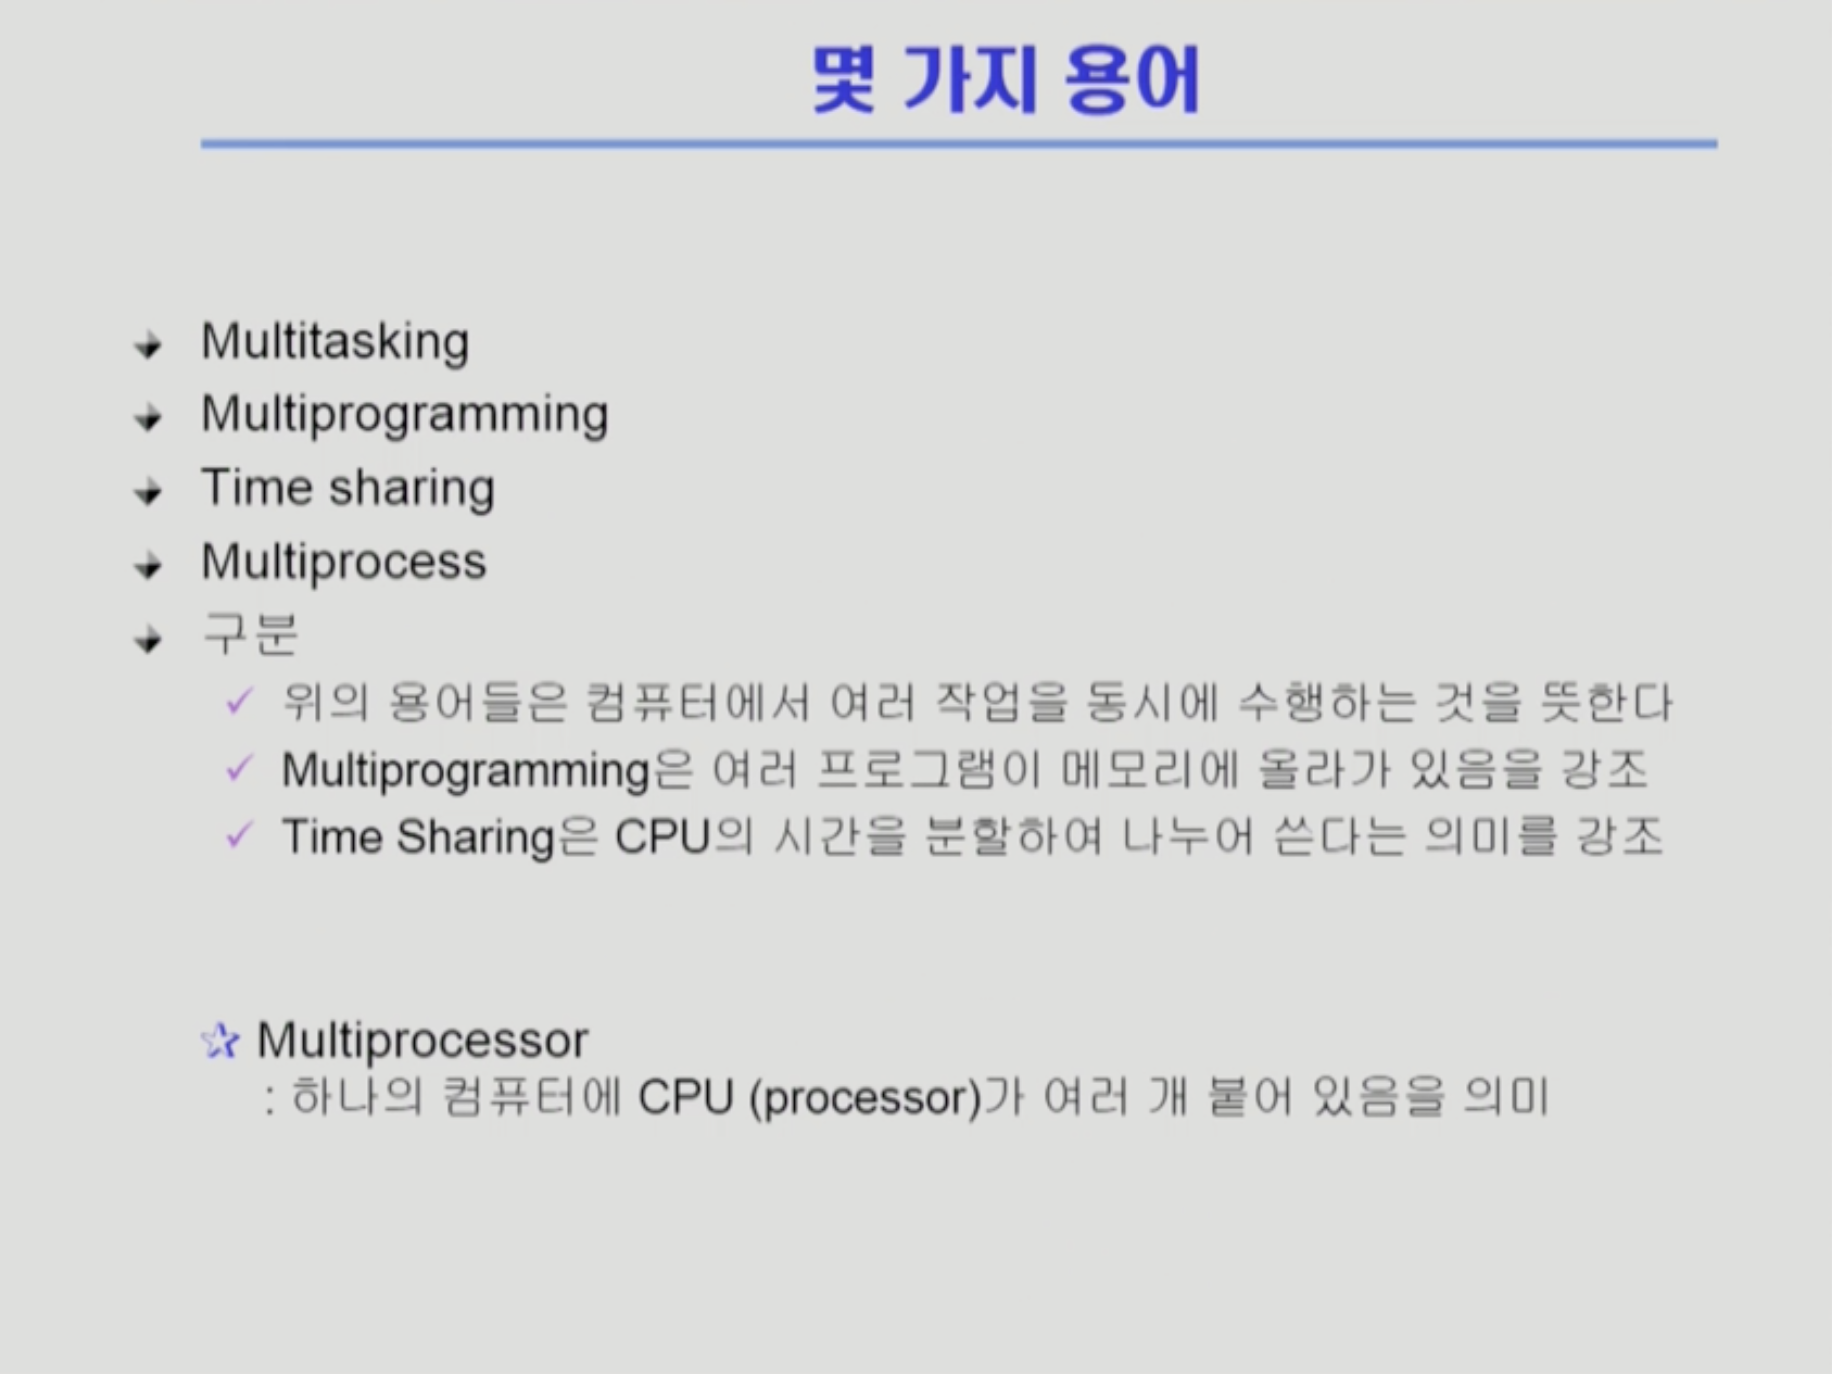 몇 가지 용어
Multitasking
Multiprogramming
Time sharing
Multiprocess
구분
✓ 위의 용어들은 컴퓨터에서 여러 작업을 동시에 수행하는 것을 뜻한다
✓ Multiprogramming은 여러 프로그램이 메모리에 올라가 있음을 강조
✓ Time Sharing은 CPU의 시간을 분할하여 나누어 쓴다는 의미를 강조
☆ Multiprocessor
: 하나의 컴퓨터에 CPU (processor)가 여러 개 붙어 있음을 의미